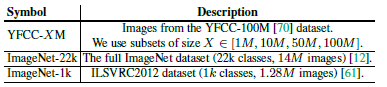 Symbol Description
YFCC-XM Images from the YFCC-100M [70] dataset.
We use subsets of size X ∈ [1M, 10M, 50M, 100M].
ImageNet-22k The full ImageNet dataset (22k classes, 14M images) [12].
ImageNet-1k ILSVRC2012 dataset (1k classes, 1.28M images) [61].